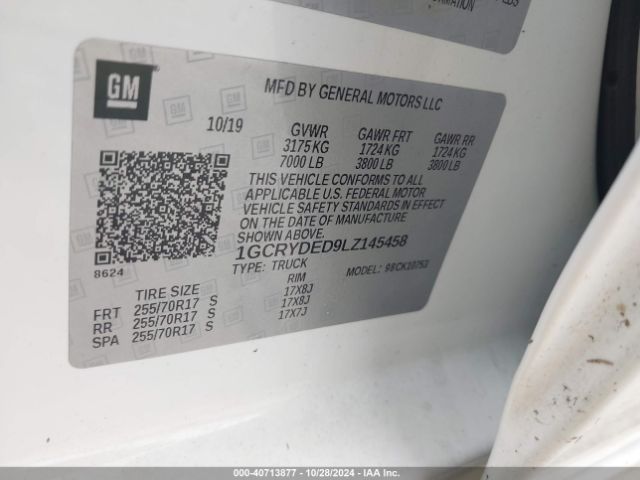 FORMATION
GM
MFD BY GENERAL MOTORS LLC
10/19
GVWR GAWR FRT GAWR RR
3175 KG 1724 KG 1724 KG
7000 LB 3800 LB 3800 LB
THIS VEHICLE CONFORMS TO ALL
APPLICABLE U.S. FEDERAL MOTOR
VEHICLE SAFETY STANDARDS IN EFFECT
ON THE DATE OF MANUFACTURE
SHOWN ABOVE.
1GCRYDED9LZ145458
8624
TYPE: TRUCK MODEL: 98CK10753
TIRE SIZE RIM
FRT 255/70R17 S 17X8J
RR 255/70R17 S 17X8J
SPA 255/70R17 S 17X7J
000-40713877 - 10/28/2024 - IAA Inc.